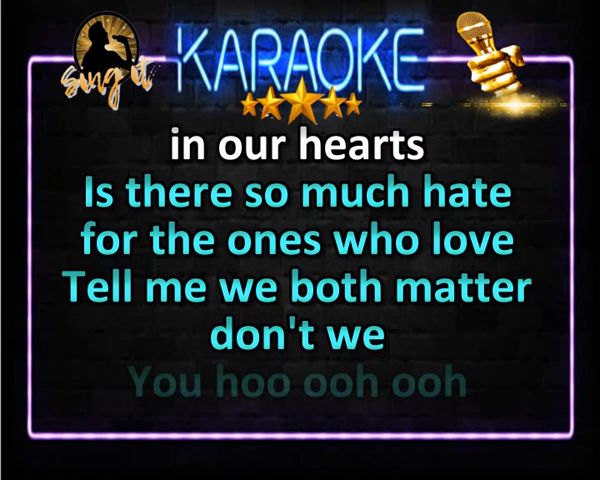 Sing it KARAOKE
in our hearts
Is there so much hate
for the ones who love
Tell me we both matter
don't we
You hoo ooh ooh